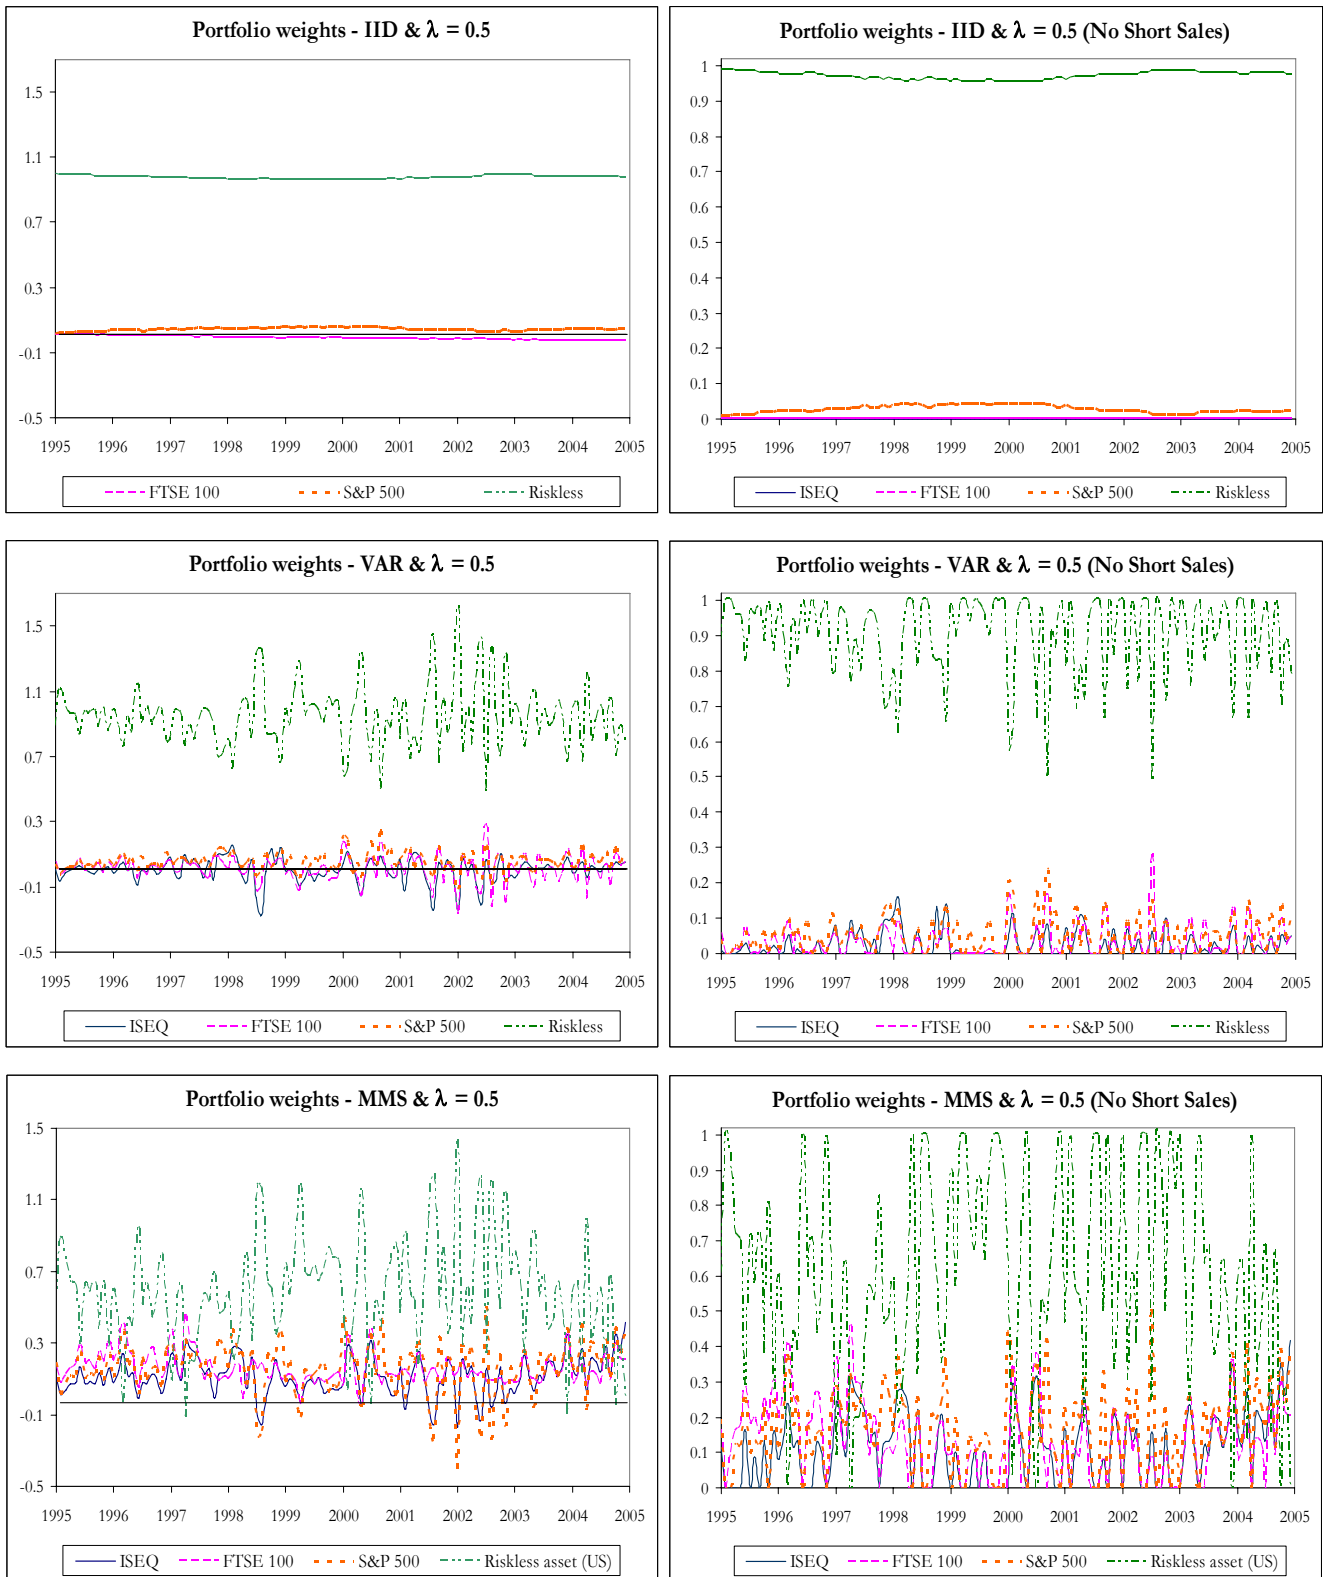 Portfolio weights - IID & λ = 0.5
1.5
1.1
0.7
0.3
-0.1
-0.5
1995 1996 1997 1998 1999 2000 2001 2002 2003 2004 2005
FTSE 100 S&P 500 Riskless
Portfolio weights - IID & λ = 0.5 (No Short Sales)
1
0.9
0.8
0.7
0.6
0.5
0.4
0.3
0.2
0.1
0
1995 1996 1997 1998 1999 2000 2001 2002 2003 2004 2005
ISEQ FTSE 100 S&P 500 Riskless
Portfolio weights - VAR & λ = 0.5
1.5
1.1
0.7
0.3
-0.1
-0.5
1995 1996 1997 1998 1999 2000 2001 2002 2003 2004 2005
ISEQ FTSE 100 S&P 500 Riskless
Portfolio weights - VAR & λ = 0.5 (No Short Sales)
1
0.9
0.8
0.7
0.6
0.5
0.4
0.3
0.2
0.1
0
1995 1996 1997 1998 1999 2000 2001 2002 2003 2004 2005
ISEQ FTSE 100 S&P 500 Riskless
Portfolio weights - MMS & λ = 0.5
1.5
1.1
0.7
0.3
-0.1
-0.5
1995 1996 1997 1998 1999 2000 2001 2002 2003 2004 2005
ISEQ FTSE 100 S&P 500 Riskless asset (US)
Portfolio weights - MMS & λ = 0.5 (No Short Sales)
1
0.9
0.8
0.7
0.6
0.5
0.4
0.3
0.2
0.1
0
1995 1996 1997 1998 1999 2000 2001 2002 2003 2004 2005
ISEQ FTSE 100 S&P 500 Riskless asset (US)